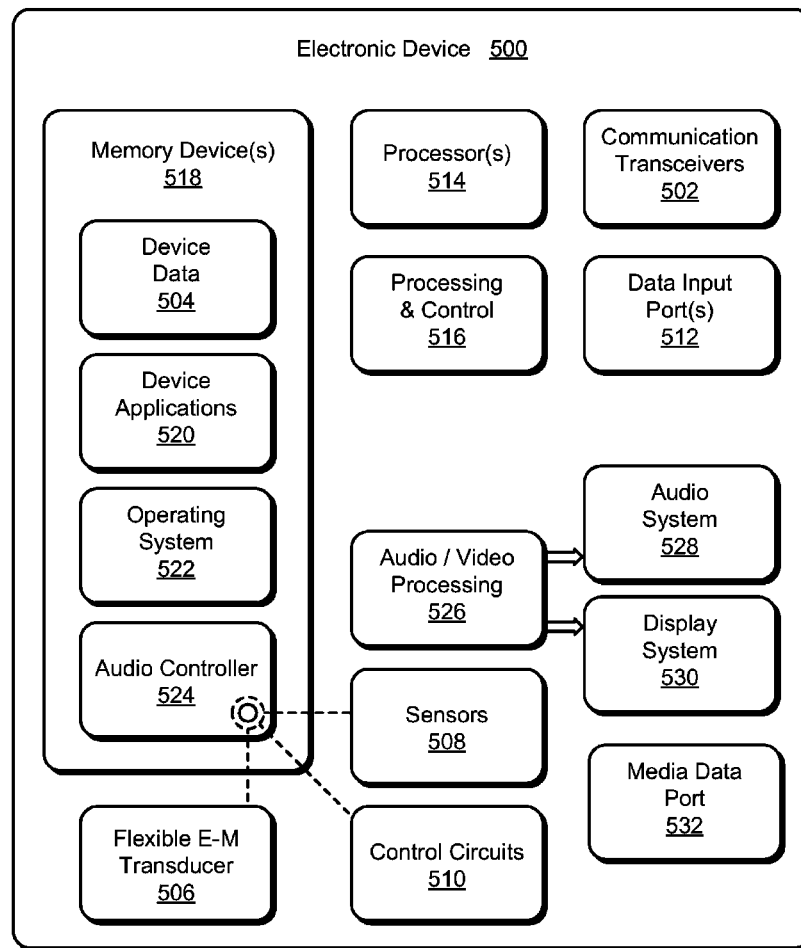 Electronic Device 500
Memory Device(s)
518
Device
Data
504
Device
Applications
520
Operating
System
522
Audio Controller
524
Flexible E-M
Transducer
506
Processor(s)
514
Processing
& Control
516
Audio / Video
Processing
526
Sensors
508
Control Circuits
510
Communication
Transceivers
502
Data Input
Port(s)
512
Audio
System
528
Display
System
530
Media Data
Port
532